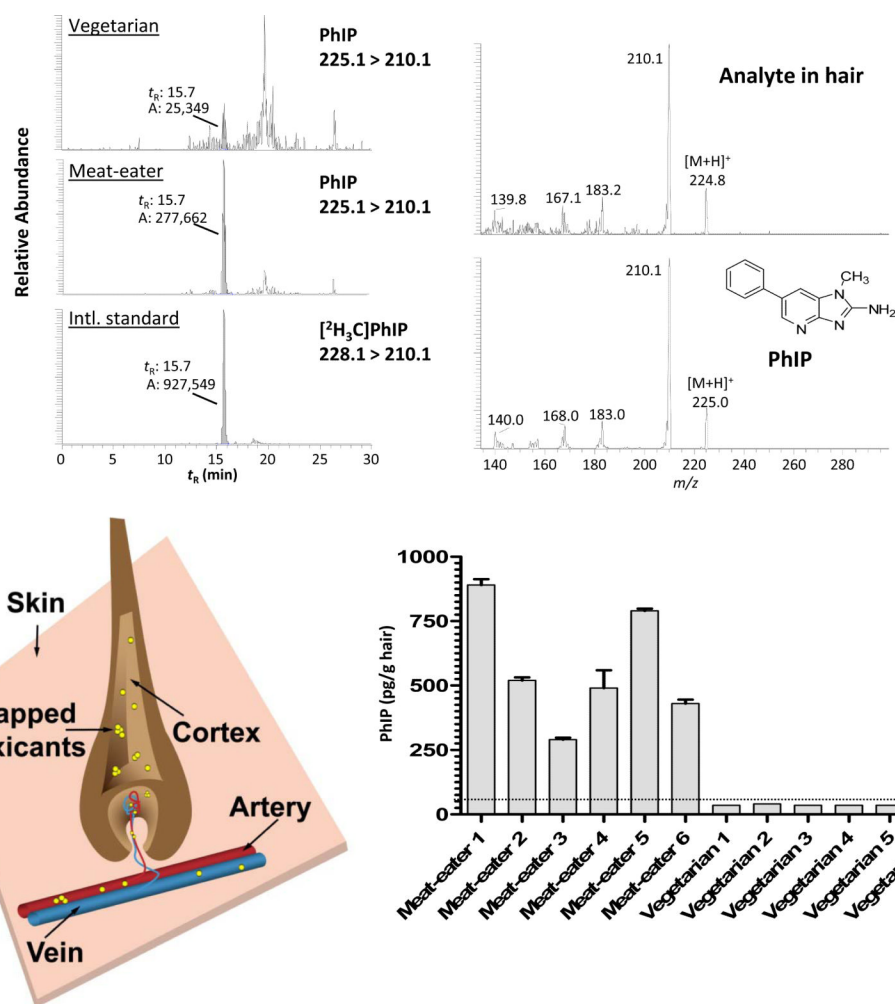 Vegetarian
PhIP
225.1 > 210.1
tR: 15.7
A: 25,349
Meat-eater
PhIP
225.1 > 210.1
tR: 15.7
A: 277,662
Intl. standard
[²H₃C]PhIP
228.1 > 210.1
tR: 15.7
A: 927,549
Relative Abundance
0 5 10 15 20 25 30
tR (min)
210.1
Analyte in hair
[M+H]⁺
224.8
139.8
167.1
183.2
210.1
CH₃
N
NH₂
N
N
PhIP
[M+H]⁺
225.0
140.0
168.0
183.0
140 160 180 200 220 240 260 280
m/z
Skin
apped
xicants
Cortex
Artery
Vein
PhIP (pg/g hair)
1000
750
500
250
0
Meat-eater 1
Meat-eater 2
Meat-eater 3
Meat-eater 4
Meat-eater 5
Meat-eater 6
Vegetarian 1
Vegetarian 2
Vegetarian 3
Vegetarian 4
Vegetarian 5
Vegeta